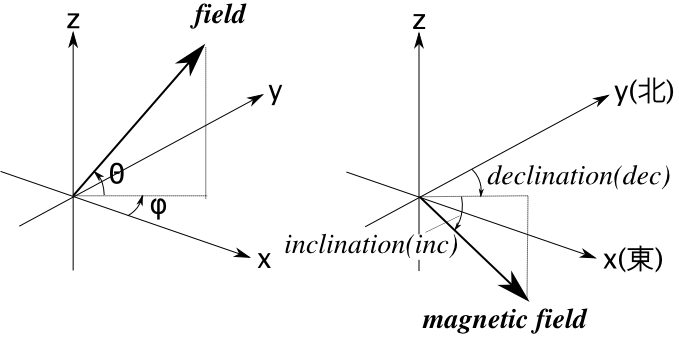 z
field
y
θ
φ
x
z
y(北)
declination(dec)
inclination(inc)
x(東)
magnetic field